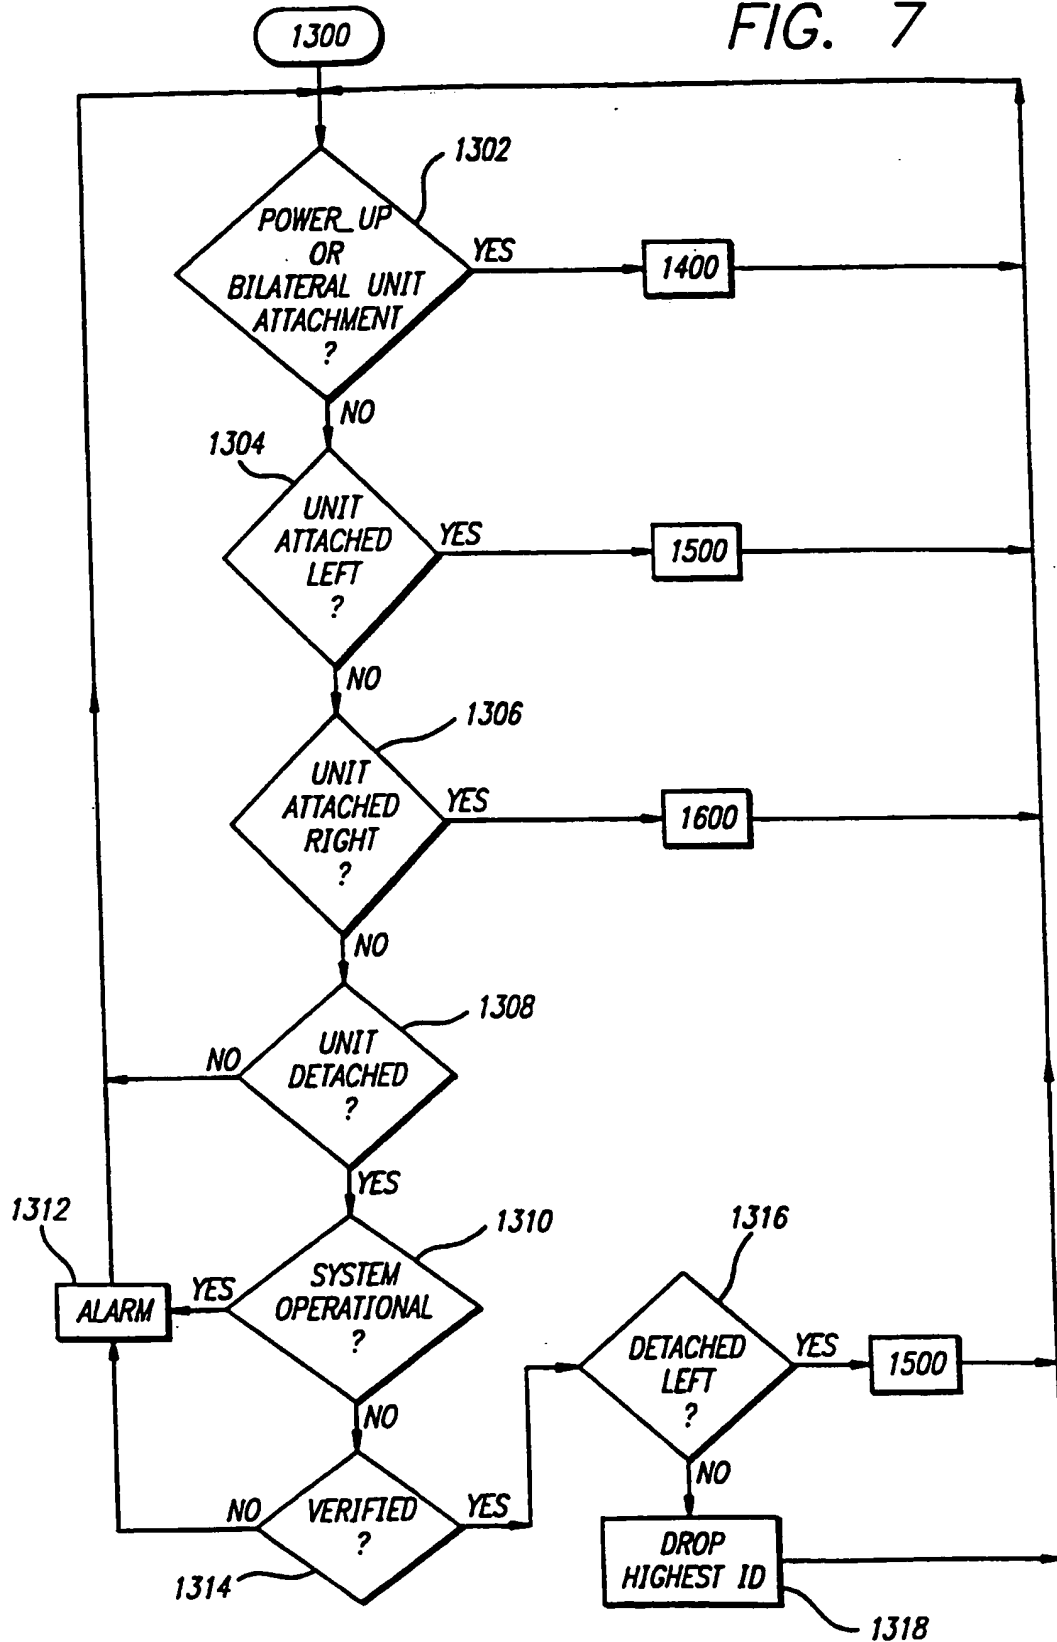 FIG. 7
1300
1302
POWER_UP
OR
BILATERAL UNIT
ATTACHMENT
?
YES
1400
NO
1304
UNIT
ATTACHED
LEFT
?
YES
1500
NO
1306
UNIT
ATTACHED
RIGHT
?
YES
1600
NO
1308
UNIT
DETACHED
?
NO
YES
1312
ALARM
1310
SYSTEM
OPERATIONAL
?
YES
NO
1314
VERIFIED
?
NO
YES
1316
DETACHED
LEFT
?
YES
1500
NO
DROP
HIGHEST ID
1318